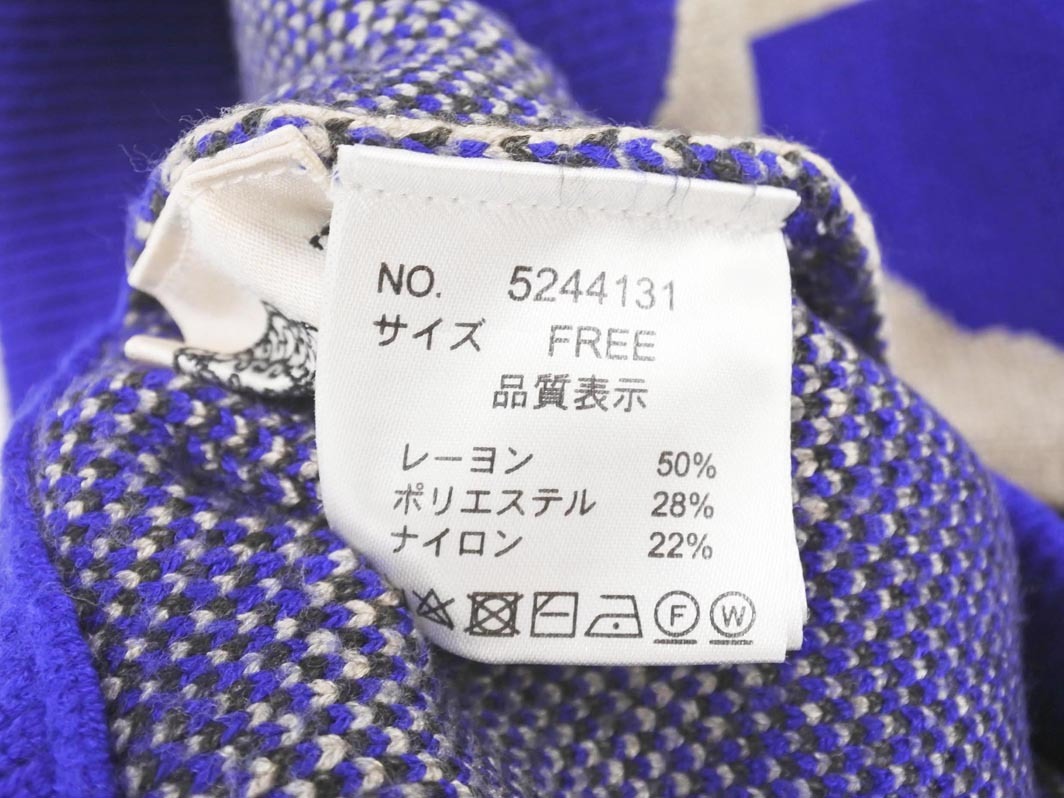 NO. 5244131
サイズ FREE
品質表示
レーヨン 50%
ポリエステル 28%
ナイロン 22%
F W